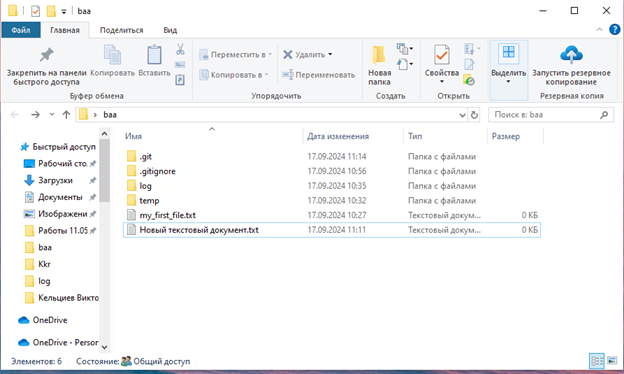 baa
Файл Главная Поделиться Вид
Закрепить на панели быстрого доступа
Копировать
Вставить
Буфер обмена
Переместить в
Копировать в
Удалить
Переименовать
Упорядочить
Новая папка
Создать
Свойства
Открыть
Выделить
Запустить резервное копирование
Резервная копия
baa
Поиск в: baa
Имя Дата изменения Тип Размер
.git 17.09.2024 11:14 Папка с файлами
.gitignore 17.09.2024 10:56 Папка с файлами
log 17.09.2024 10:35 Папка с файлами
temp 17.09.2024 10:32 Папка с файлами
my_first_file.txt 17.09.2024 10:27 Текстовый докум... 0 КБ
Новый текстовый документ.txt 17.09.2024 11:11 Текстовый докум... 0 КБ
Быстрый доступ
Рабочий сто.
Загрузки
Документы
Изображени
Работы 11.05
baa
Kkr
log
Кельциев Викто
OneDrive
OneDrive - Person
Элементов: 6 Состояние: Общий доступ